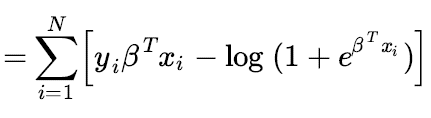 = \sum_{i=1}^{N} \left[ y_i \beta^T x_i - \log \left( 1 + e^{\beta^T x_i} \right) \right]